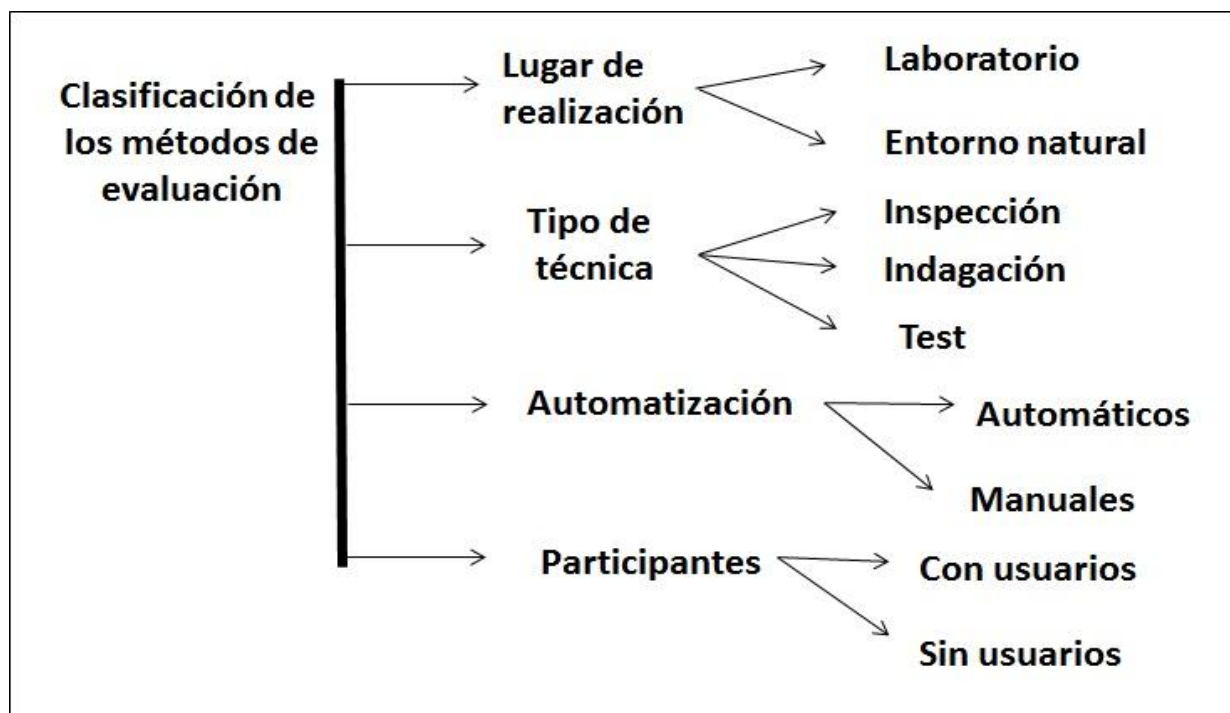 Clasificación de
los métodos de
evaluación
Lugar de
realización
Laboratorio
Entorno natural
Tipo de
técnica
Inspección
Indagación
Test
Automatización
Automáticos
Manuales
Participantes
Con usuarios
Sin usuarios